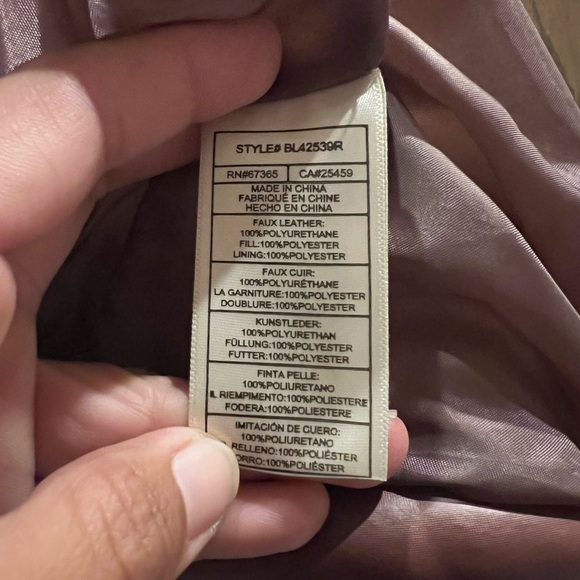 STYLE# BL42539R
RN#67365 CA#25459
MADE IN CHINA
FABRIQUÉ EN CHINE
HECHO EN CHINA
FAUX LEATHER:
100%POLYURETHANE
FILL:100%POLYESTER
LINING:100%POLYESTER
FAUX CUIR:
100%POLYURÉTHANE
LA GARNITURE:100%POLYESTER
DOUBLURE:100%POLYESTER
KUNSTLEDER:
100%POLYURETHAN
FÜLLUNG:100%POLYESTER
FUTTER:100%POLYESTER
FINTA PELLE:
100%POLIURETANO
IL RIEMPIMENTO:100%POLIESTERE
FODERA:100%POLIESTERE
IMITACIÓN DE CUERO:
100%POLIURETANO
RELLENO:100%POLIÉSTER
ORRO:100%POLIÉSTER